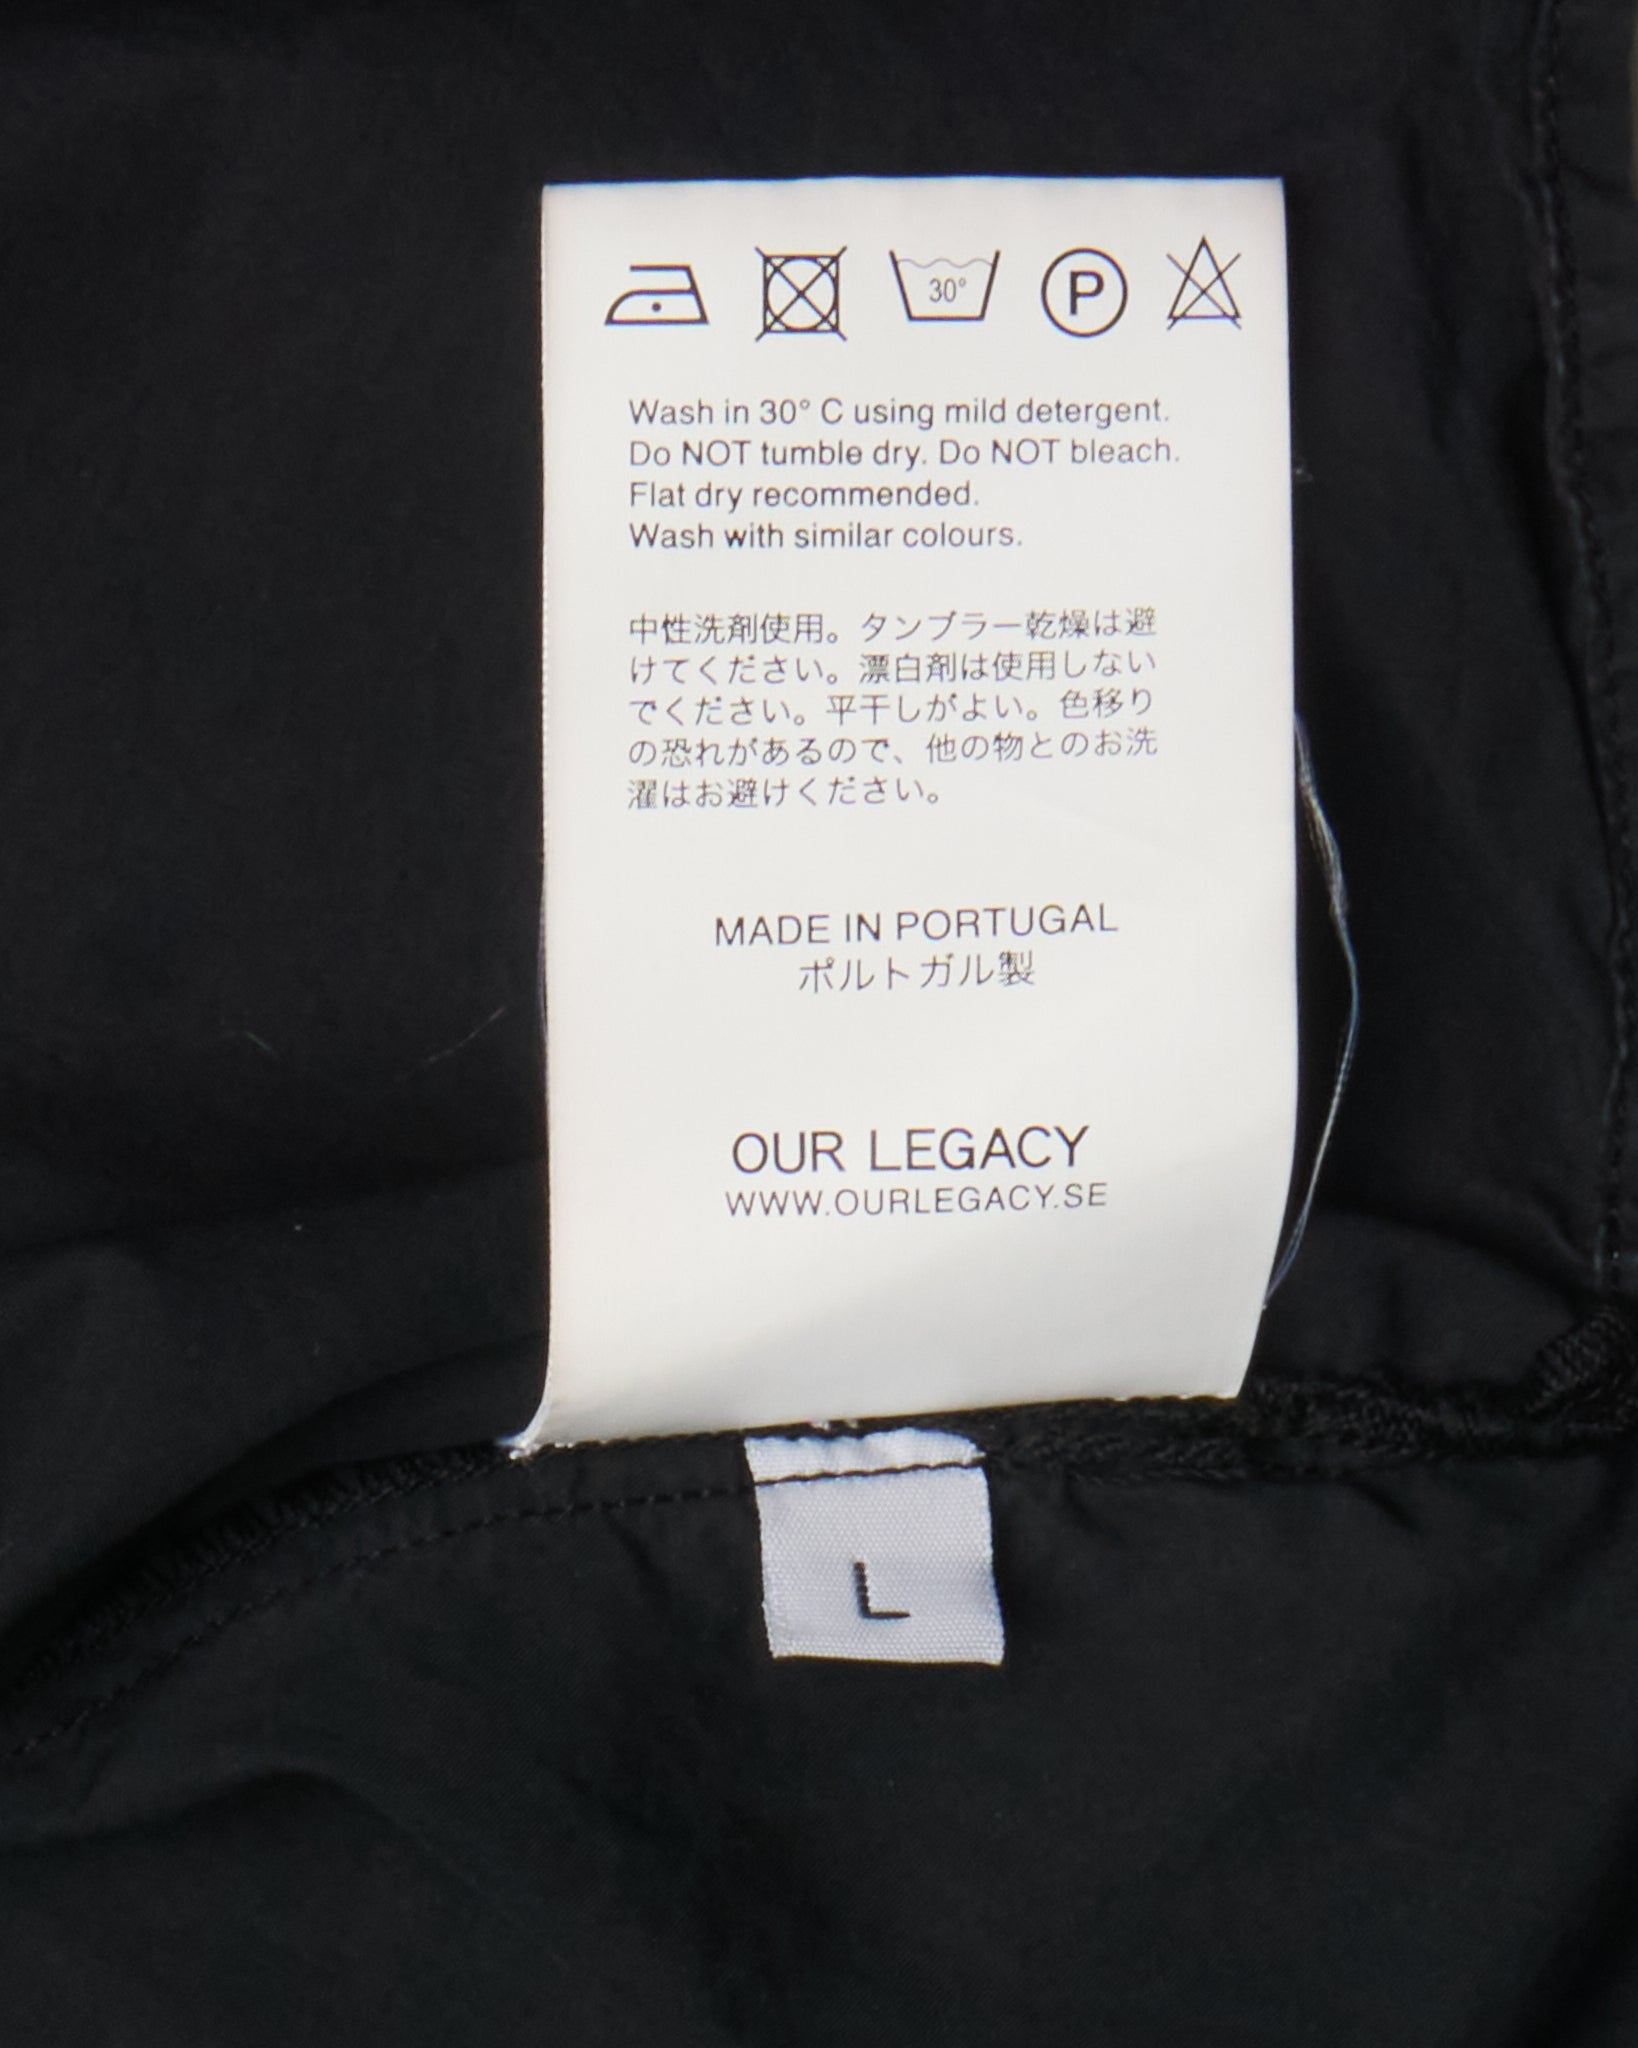 30°
P
Wash in 30° C using mild detergent.
Do NOT tumble dry. Do NOT bleach.
Flat dry recommended.
Wash with similar colours.
中性洗剤使用。タンブラー乾燥は避
けてください。漂白剤は使用しない
でください。平干しがよい。色移り
の恐れがあるので、他の物とのお洗
濯はお避けください。
MADE IN PORTUGAL
ポルトガル製
OUR LEGACY
WWW.OURLEGACY.SE
L